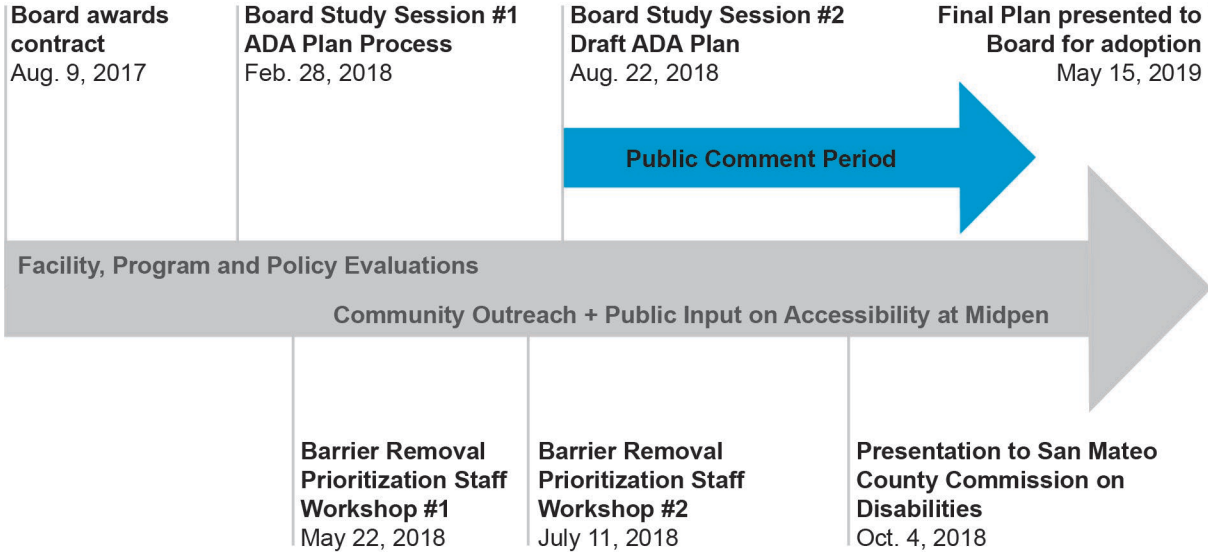 Board awards
contract
Aug. 9, 2017
Board Study Session #1
ADA Plan Process
Feb. 28, 2018
Board Study Session #2
Draft ADA Plan
Aug. 22, 2018
Final Plan presented to
Board for adoption
May 15, 2019
Public Comment Period
Facility, Program and Policy Evaluations
Community Outreach + Public Input on Accessibility at Midpen
Barrier Removal
Prioritization Staff
Workshop #1
May 22, 2018
Barrier Removal
Prioritization Staff
Workshop #2
July 11, 2018
Presentation to San Mateo
County Commission on
Disabilities
Oct. 4, 2018